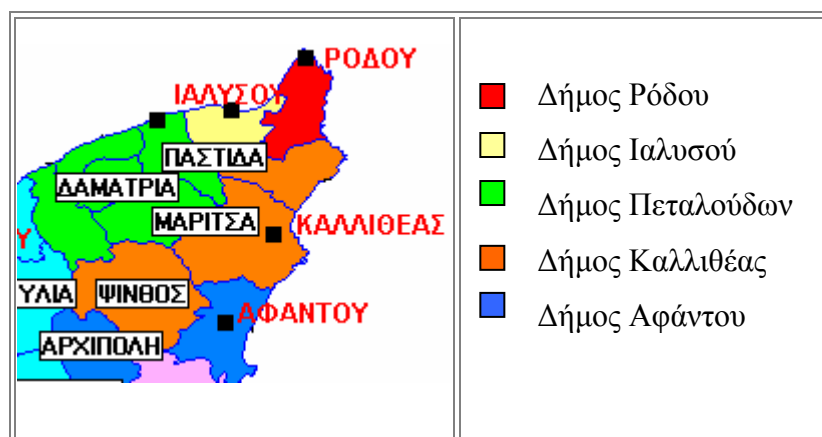 ΡΟΔΟΥ
ΙΑΛΥΣΟΥ
ΠΑΣΤΙΔΑ
ΔΑΜΑΤΡΙΑ
ΜΑΡΙΤΣΑ
ΚΑΛΛΙΘΕΑΣ
ΥΛΙΑ
ΨΙΝΘΟΣ
ΑΦΑΝΤΟΥ
ΑΡΧΙΠΟΛΗ
Δήμος Ρόδου
Δήμος Ιαλυσού
Δήμος Πεταλούδων
Δήμος Καλλιθέας
Δήμος Αφάντου